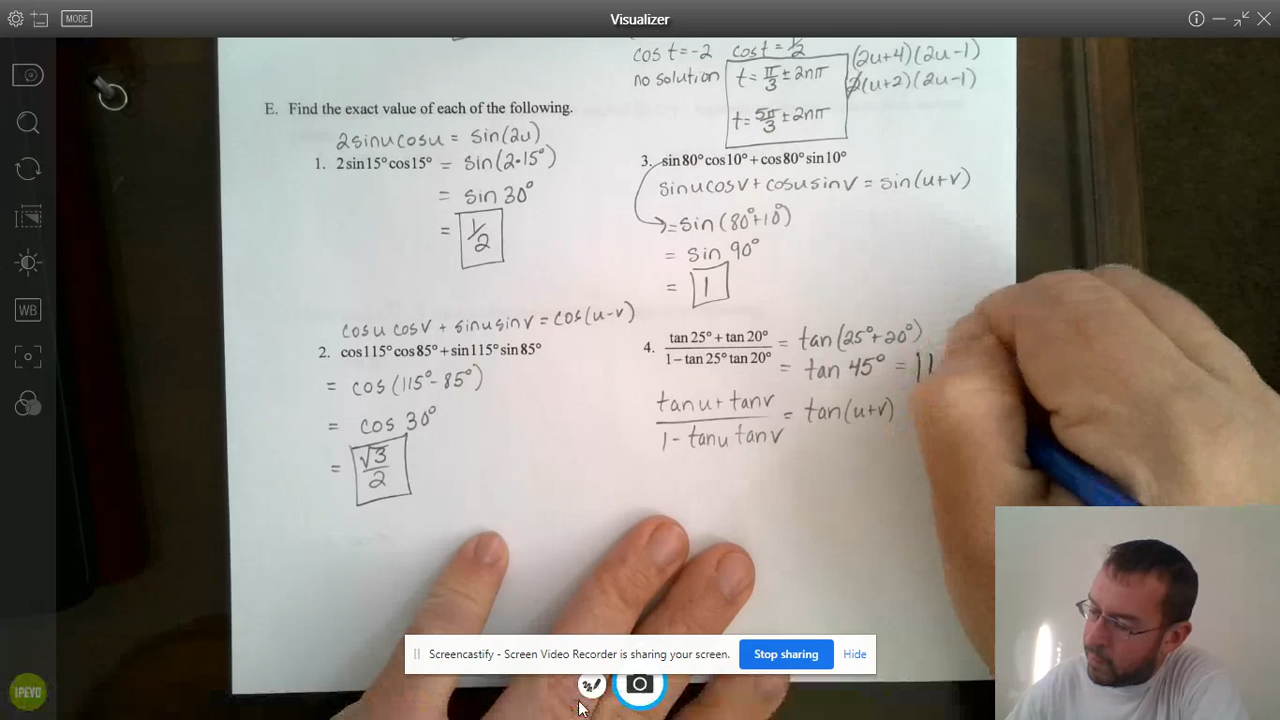 Visualizer
MODE
WB
cos t = -2 cos t = 1/2 (2u+4)(2u-1)
no solution t = π/3 ± 2nπ 2(u+2)(2u-1)
t = 5π/3 ± 2nπ
E. Find the exact value of each of the following.
2sinucosu = sin(2u)
1. 2sin15°cos15° = sin(2•15°)
= sin 30°
= 1/2
3. sin80°cos10°+cos80°sin10°
sinucosv+cosusinv = sin(u+v)
= sin(80°+10°)
= sin 90°
= 1
cosu cosv + sinusinv = cos(u-v)
2. cos115°cos85°+sin115°sin85°
= cos(115°-85°)
= cos 30°
= √3/2
4. tan25°+tan20° = tan(25°+20°)
1−tan25°tan20° = tan 45° =
tanu+tanv = tan(u+v)
1-tanu tanv
Screencastify - Screen Video Recorder is sharing your screen. Stop sharing Hide
IPEVO